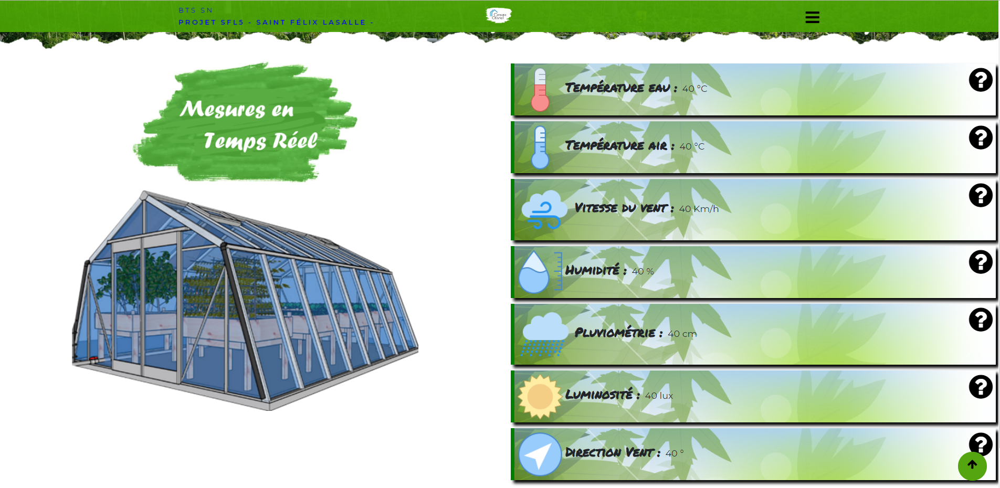 BTS SN
PROJET SFL5 - SAINT FÉLIX LASALLE -
Groupe
Olivier
Mesures en
Temps Réel
Température eau : 40 °C
?
Température air : 40 °C
?
Vitesse du vent : 40 Km/h
?
Humidité : 40 %
?
Pluviométrie : 40 cm
?
Luminosité : 40 lux
?
Direction Vent : 40 °
?